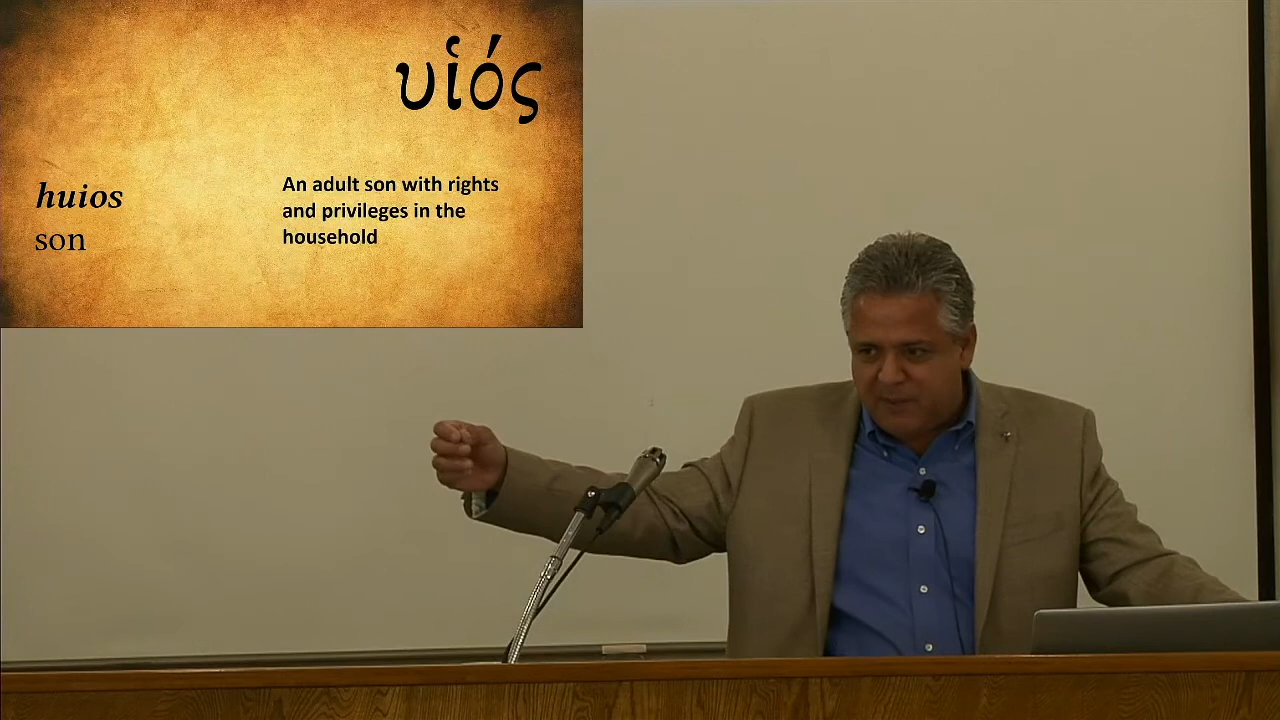 υἱός
huios
son
An adult son with rights
and privileges in the
household